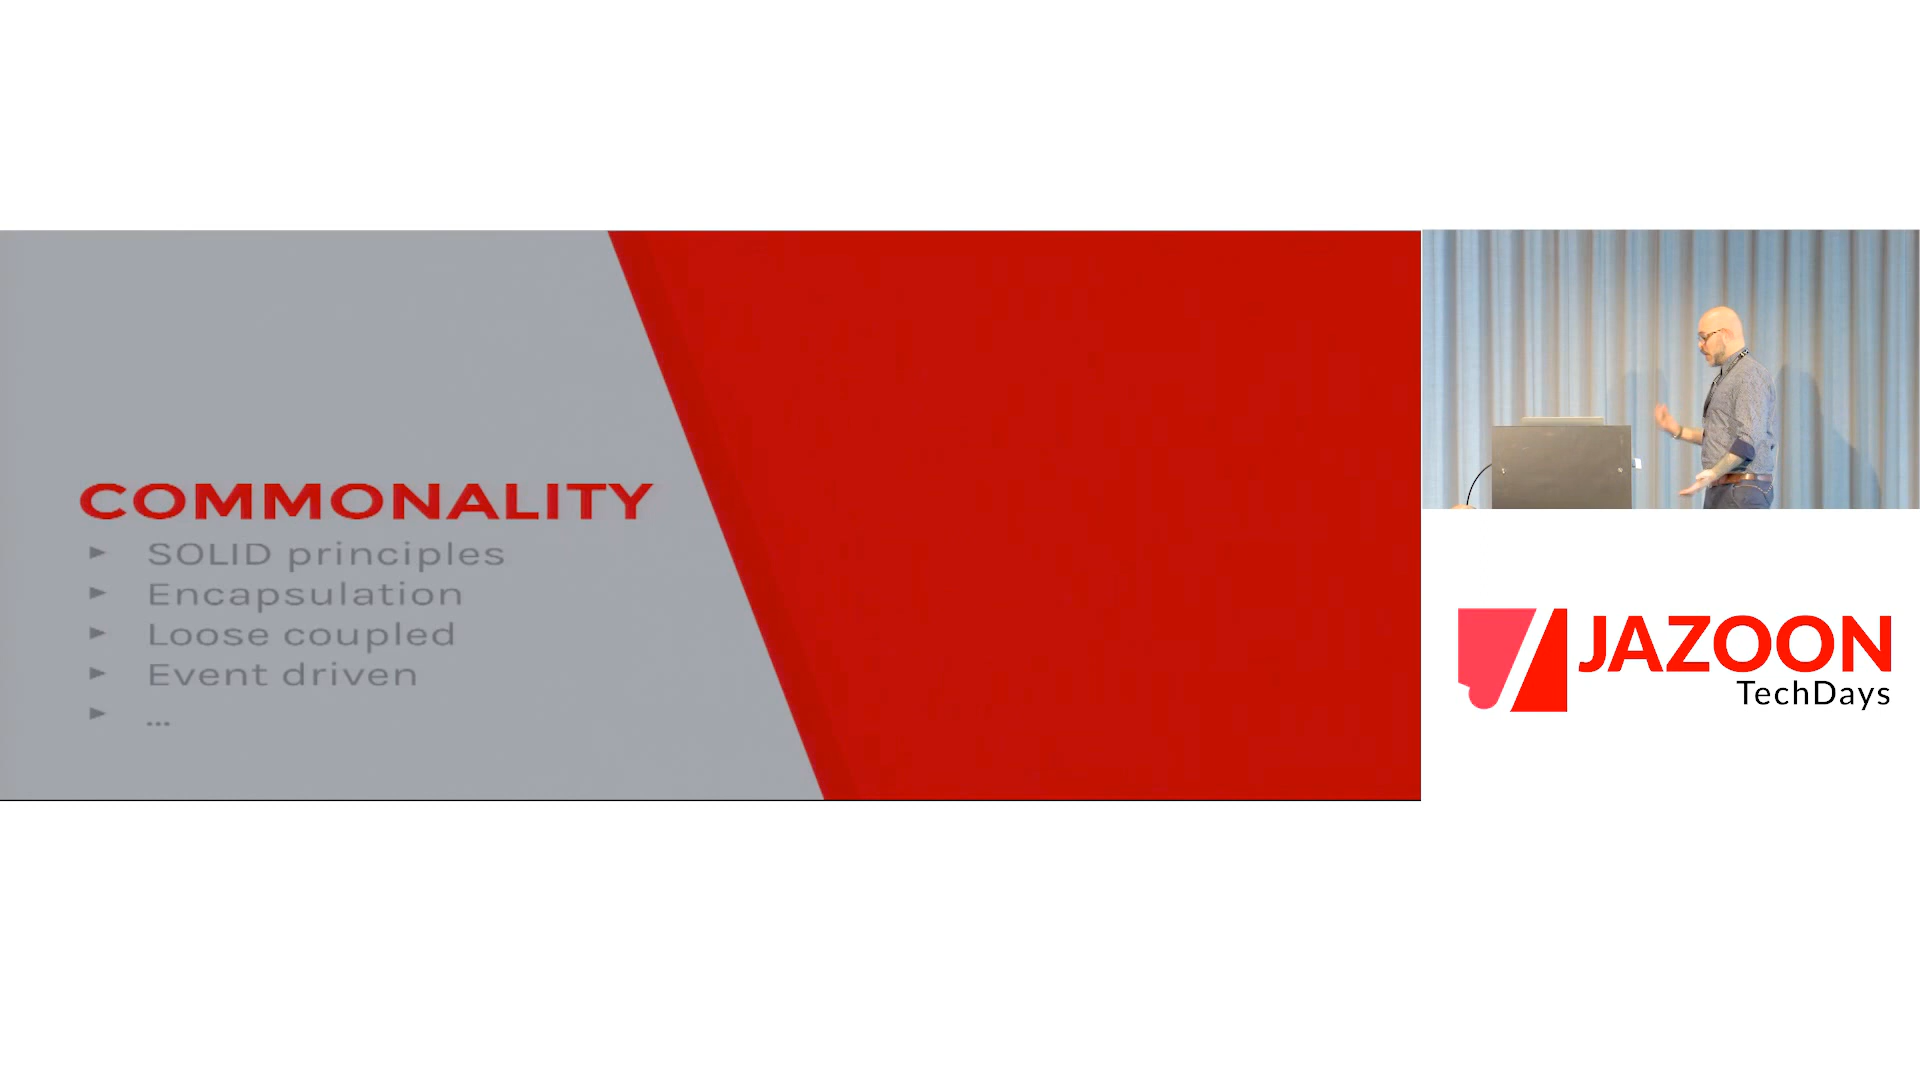 COMMONALITY
► SOLID principles
► Encapsulation
► Loose coupled
► Event driven
► ...
JAZOON
TechDays